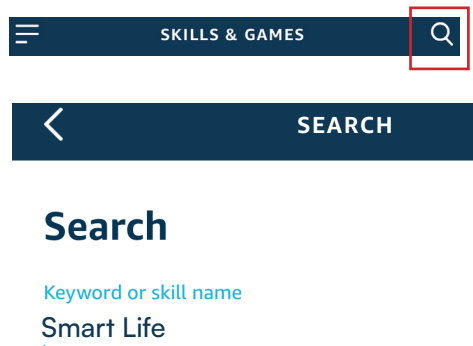 SKILLS & GAMES
SEARCH
Search
Keyword or skill name
Smart Life